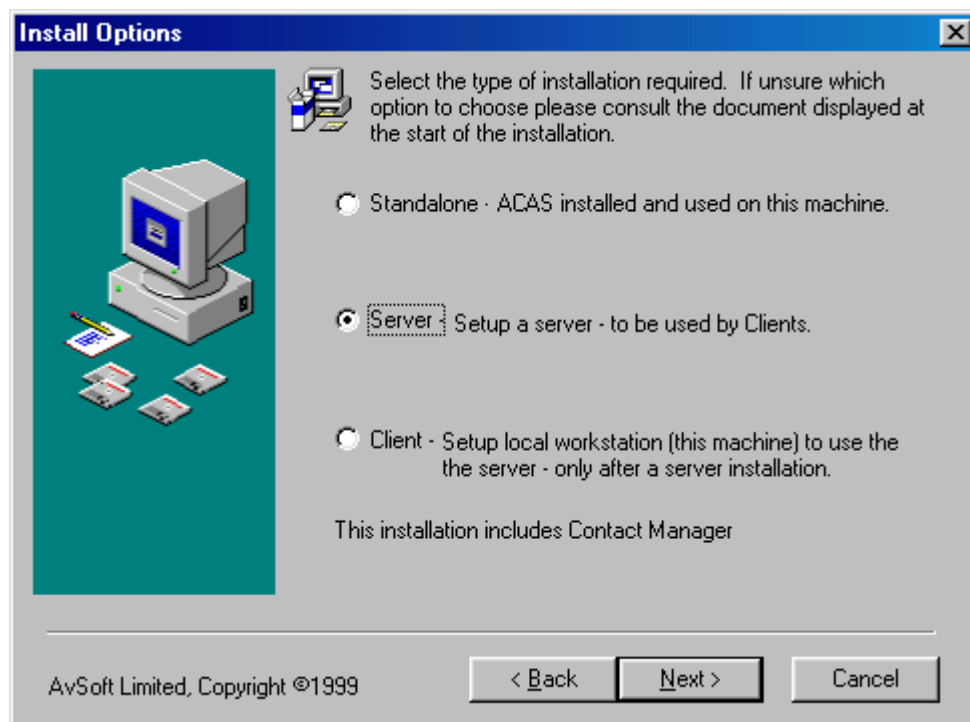 Install Options
Select the type of installation required.  If unsure which
option to choose please consult the document displayed at
the start of the installation.
Standalone - ACAS installed and used on this machine.
Server - Setup a server - to be used by Clients.
Client - Setup local workstation (this machine) to use the
the server - only after a server installation.
This installation includes Contact Manager
AvSoft Limited, Copyright ©1999
< Back
Next >
Cancel